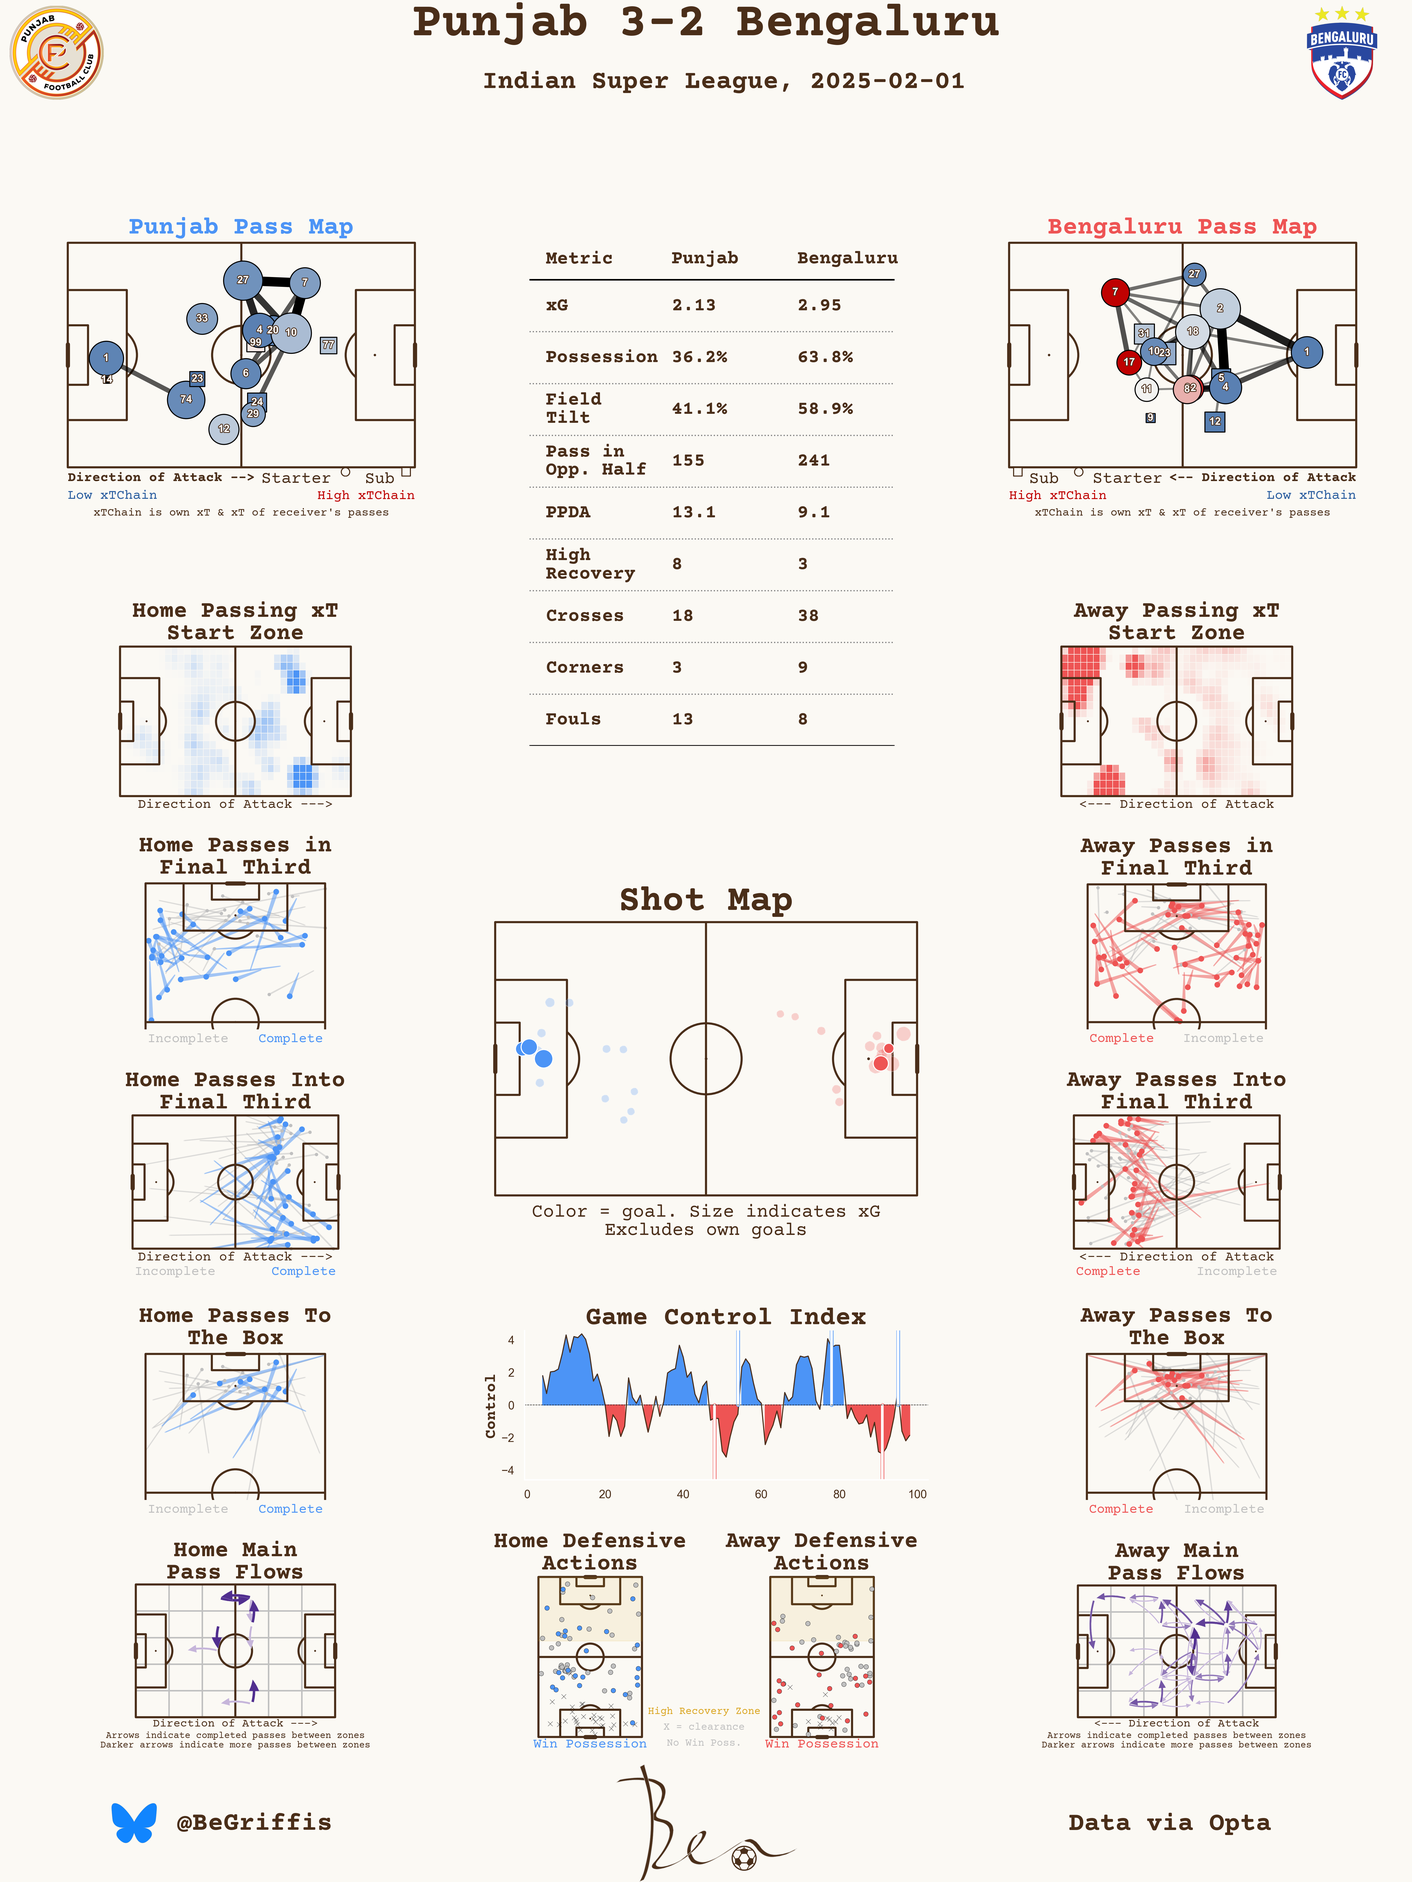 Punjab 3-2 Bengaluru
Indian Super League, 2025-02-01
PUNJAB
FOOTBALL CLUB
BENGALURU
FC
Punjab Pass Map
27
7
33
4
20
10
99
77
1
14
6
23
74
24
29
12
Direction of Attack --> Starter Sub
Low xTChain High xTChain
xTChain is own xT & xT of receiver's passes
Metric Punjab Bengaluru
xG 2.13 2.95
Possession 36.2% 63.8%
Field
Tilt 41.1% 58.9%
Pass in
Opp. Half 155 241
PPDA 13.1 9.1
High
Recovery 8 3
Crosses 18 38
Corners 3 9
Fouls 13 8
Bengaluru Pass Map
27
7
2
31
18
10
23
1
17
11
5
4
9
12
Sub Starter <-- Direction of Attack
High xTChain Low xTChain
xTChain is own xT & xT of receiver's passes
Home Passing xT
Start Zone
Direction of Attack --->
Away Passing xT
Start Zone
<--- Direction of Attack
Home Passes in
Final Third
Incomplete Complete
Away Passes in
Final Third
Complete Incomplete
Shot Map
Color = goal. Size indicates xG
Excludes own goals
Home Passes Into
Final Third
Direction of Attack --->
Incomplete Complete
Away Passes Into
Final Third
<--- Direction of Attack
Complete Incomplete
Home Passes To
The Box
Incomplete Complete
Game Control Index
Control
4
2
0
−2
−4
0 20 40 60 80 100
Away Passes To
The Box
Complete Incomplete
Home Main
Pass Flows
Direction of Attack --->
Arrows indicate completed passes between zones
Darker arrows indicate more passes between zones
Home Defensive
Actions
Win Possession
High Recovery Zone
X = clearance
No Win Poss.
Away Defensive
Actions
Win Possession
Away Main
Pass Flows
<--- Direction of Attack
Arrows indicate completed passes between zones
Darker arrows indicate more passes between zones
@BeGriffis
Ben
Data via Opta